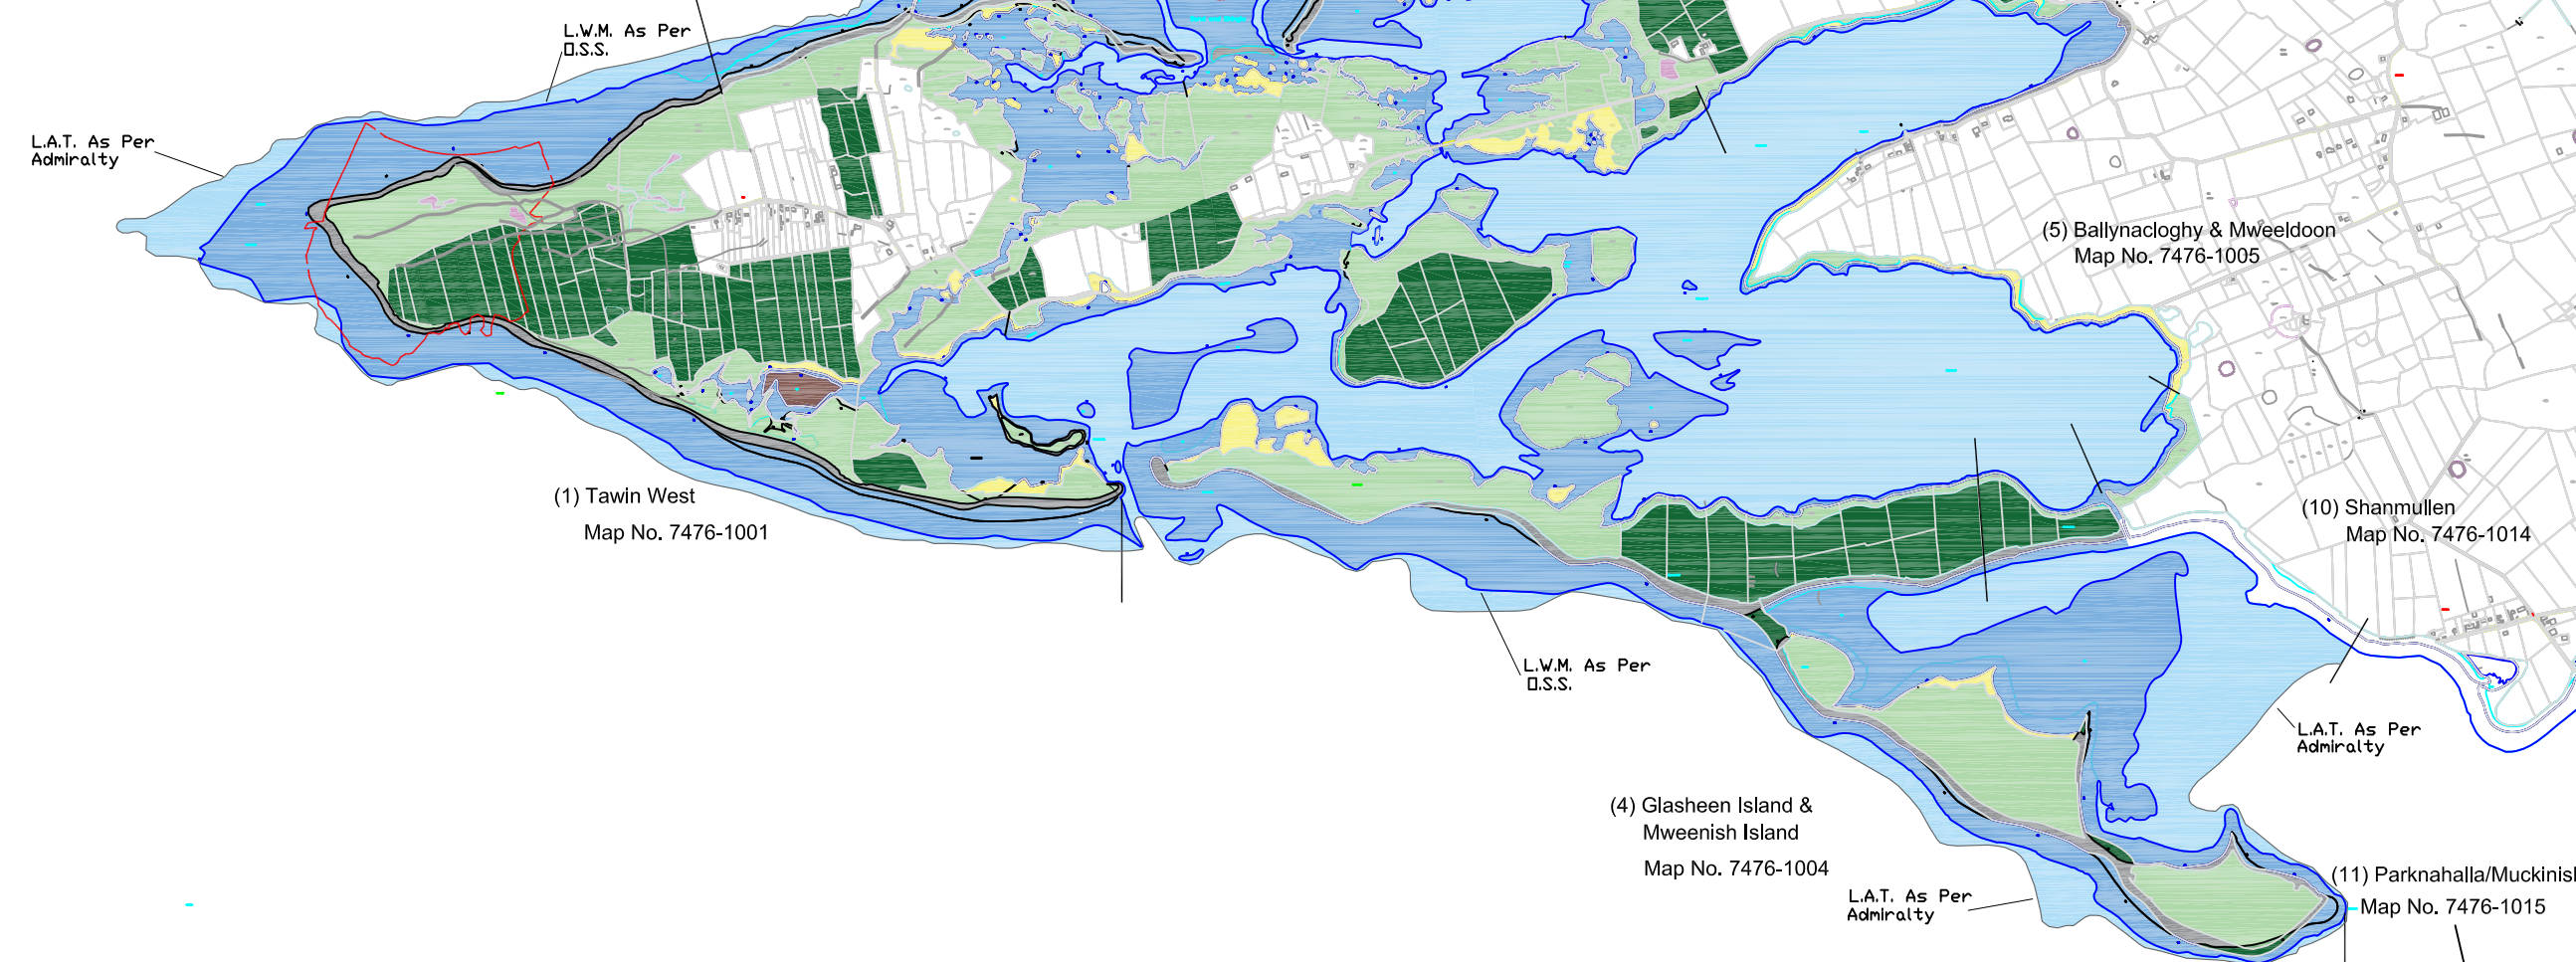 L.W.M. As Per
O.S.S.
L.A.T. As Per
Admiralty
(5) Ballynacloghy & Mweeldoon
Map No. 7476-1005
(1) Tawin West
Map No. 7476-1001
(10) Shanmullen
Map No. 7476-1014
L.W.M. As Per
O.S.S.
L.A.T. As Per
Admiralty
(4) Glasheen Island &
Mweenish Island
Map No. 7476-1004
L.A.T. As Per
Admiralty
(11) Parknahalla/Muckinish
Map No. 7476-1015